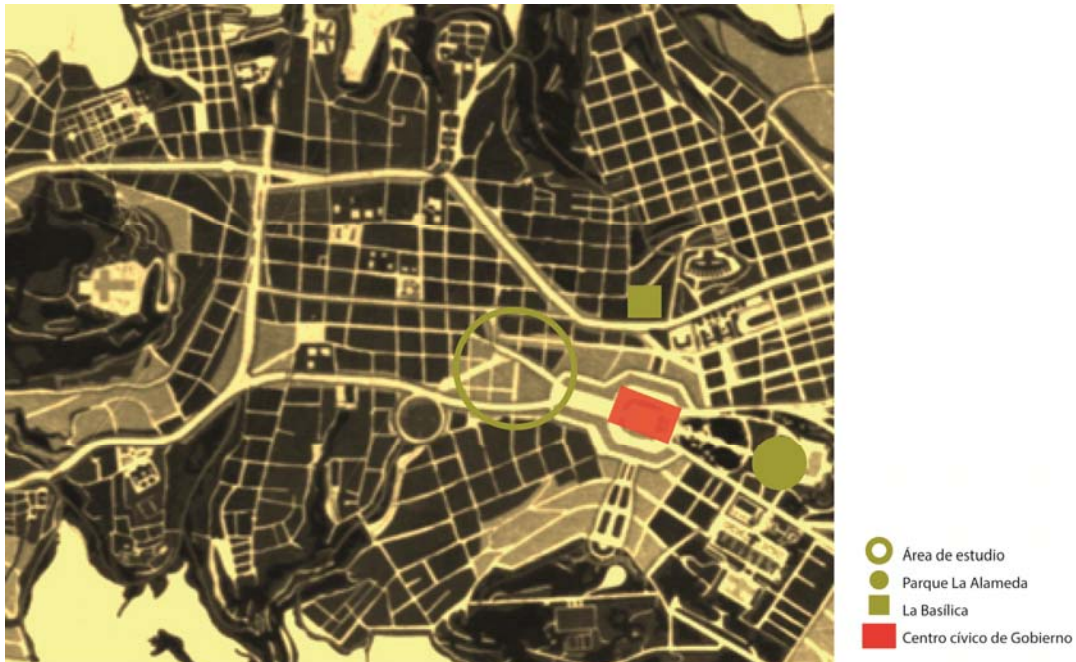 Área de estudio
Parque La Alameda
La Basílica
Centro cívico de Gobierno